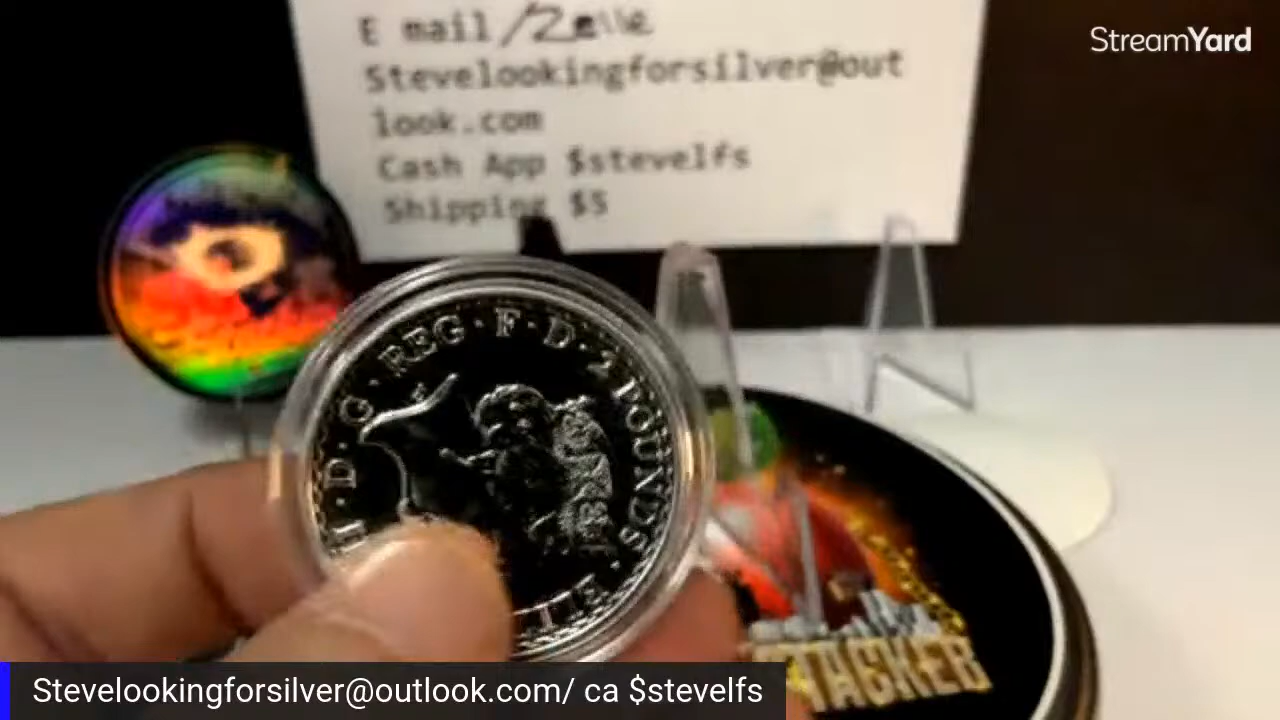 StreamYard
E mail/Zelle
Stevelookingforsilver@out
look.com
Cash App $stevelfs
Shipping $5
D·G·REG·F·D·2 POUNDS
STACKER
Stevelookingforsilver@outlook.com/ ca $stevelfs